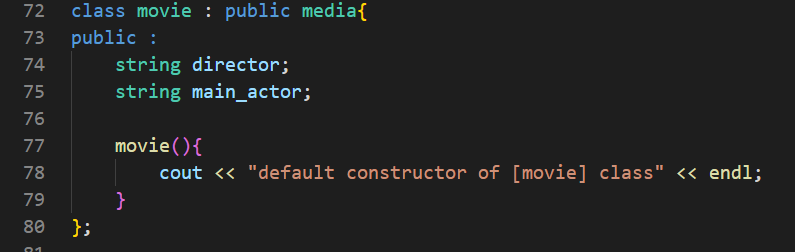 72 class movie : public media{
73 public :
74     string director;
75     string main_actor;
76
77     movie(){
78         cout << "default constructor of [movie] class" << endl;
79     }
80 };